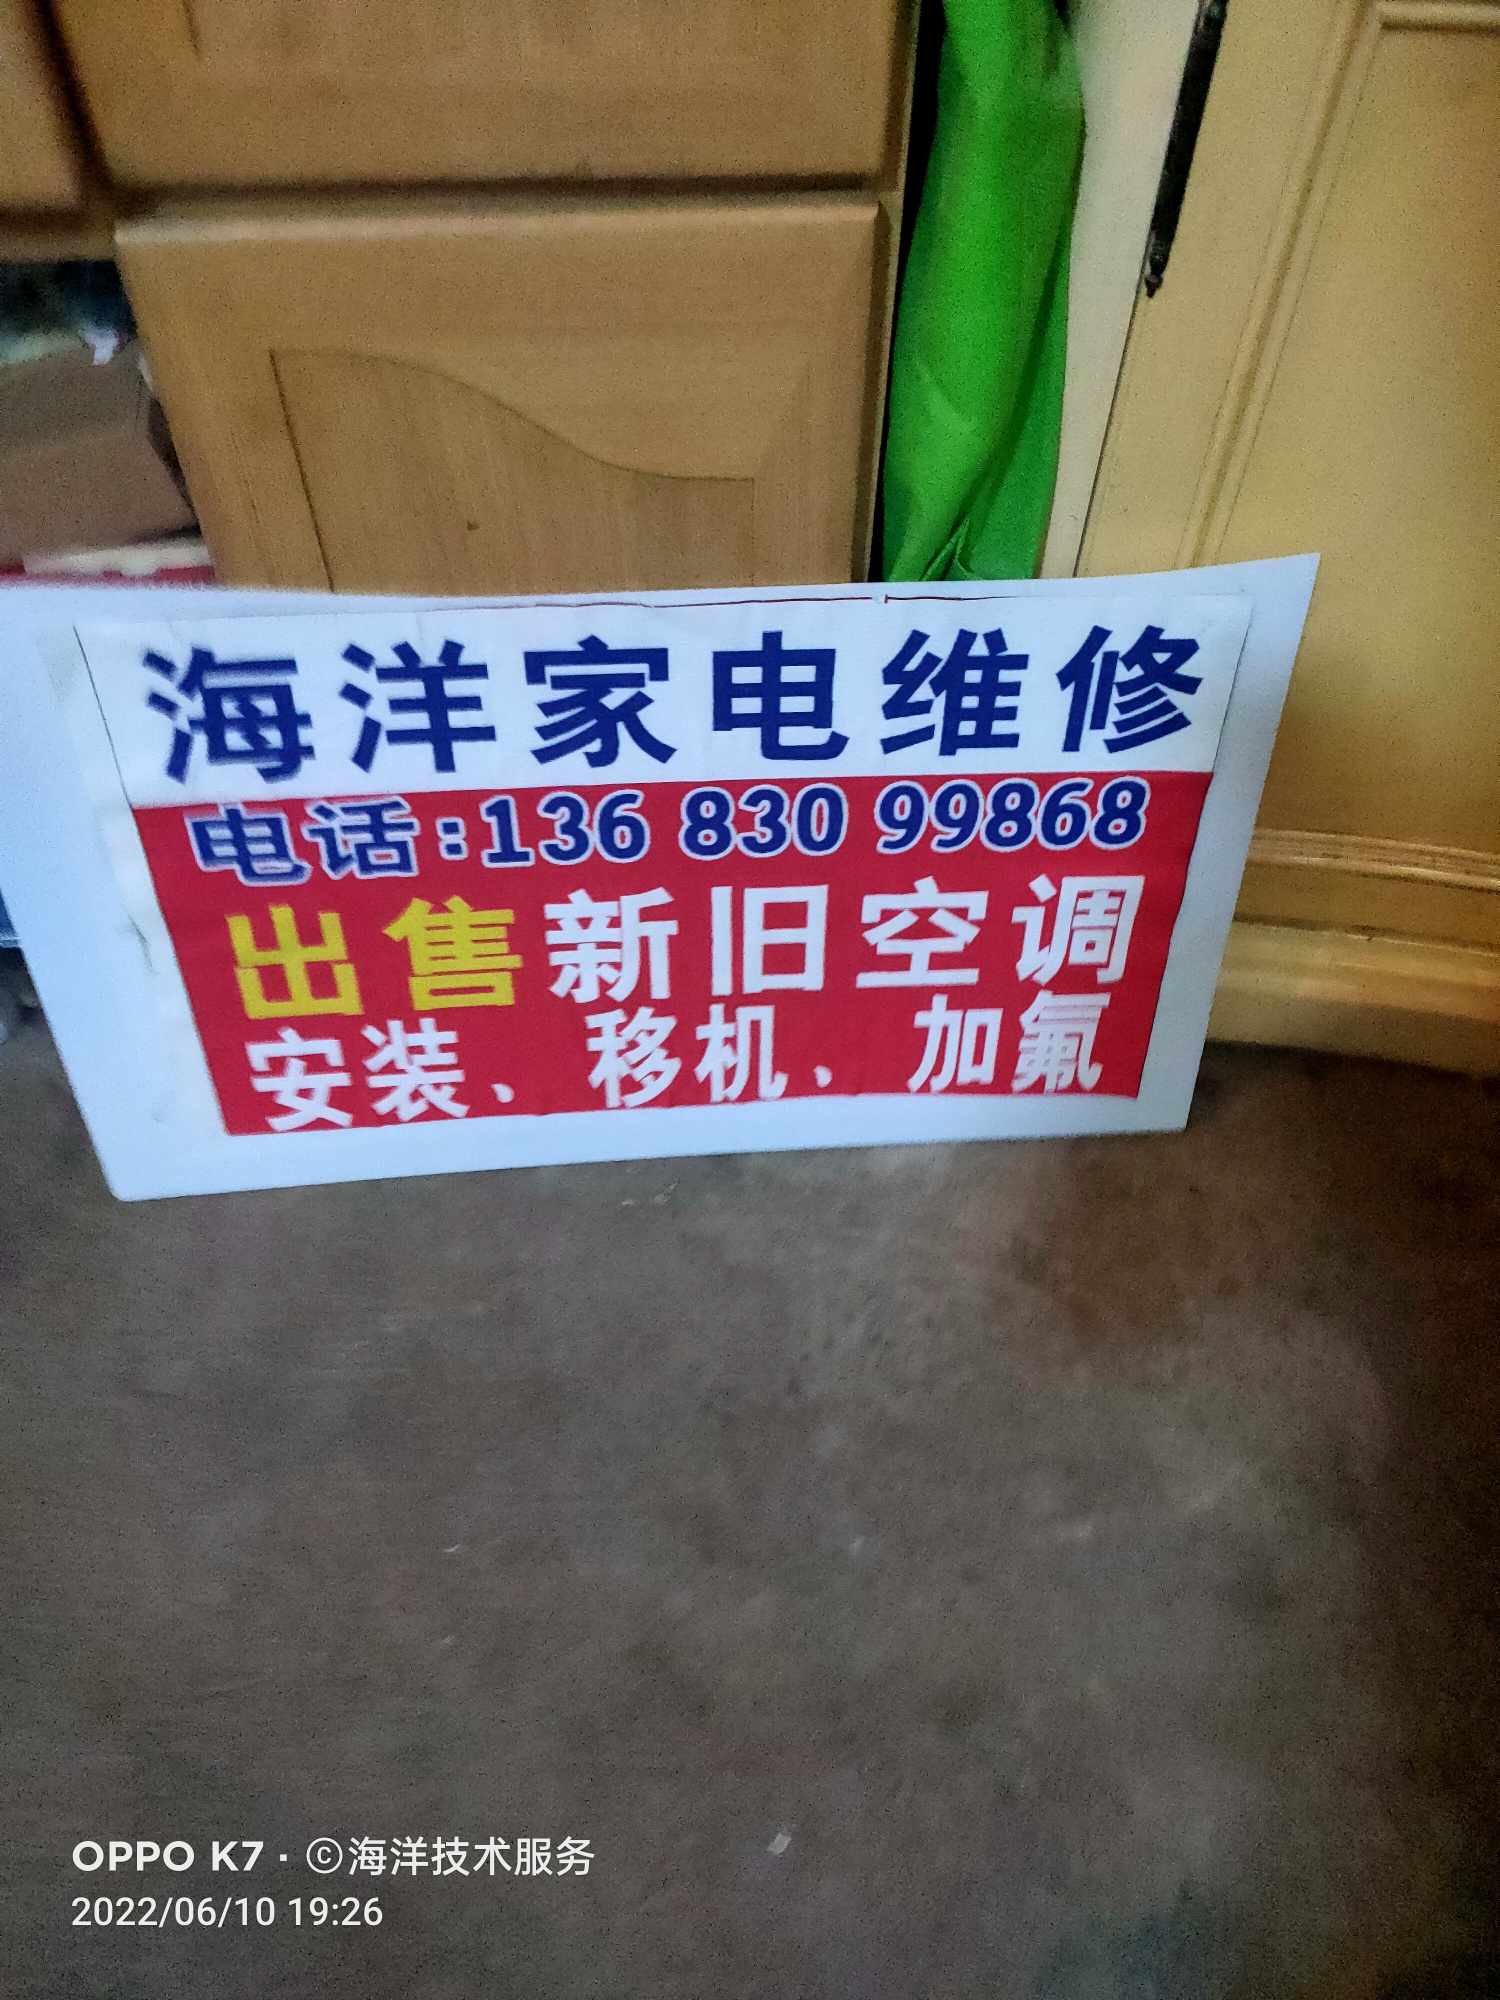 海洋家电维修
电话:136 830 99868
出售新旧空调
安装、移机、加氟
OPPO K7 · ©海洋技术服务
2022/06/10 19:26